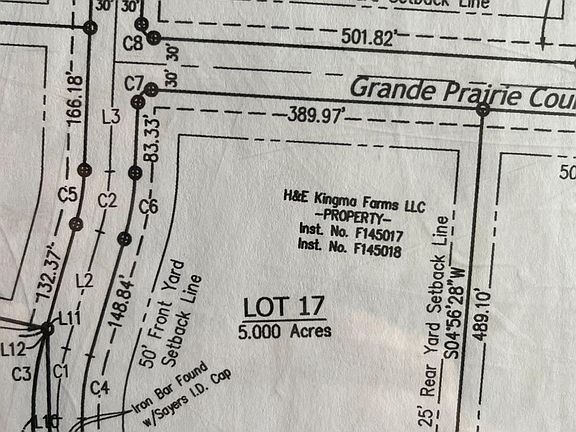 30'
30'
Setback Line
C8
501.82'
30'
30'
166.18'
C7
L3
Grande Prairie Cou
389.97'
83.33'
50
C5
C2
C6
H&E Kingma Farms LLC
-PROPERTY-
Inst. No. F145017
Inst. No. F145018
132.37'
L2
148.84'
50' Front Yard
Setback Line
LOT 17
5.000 Acres
25' Rear Yard Setback Line
S04°56'28"W
489.10'
L11
L12
C3
C1
C4
Iron Bar Found
w/Sayers I.D. Cap
L10